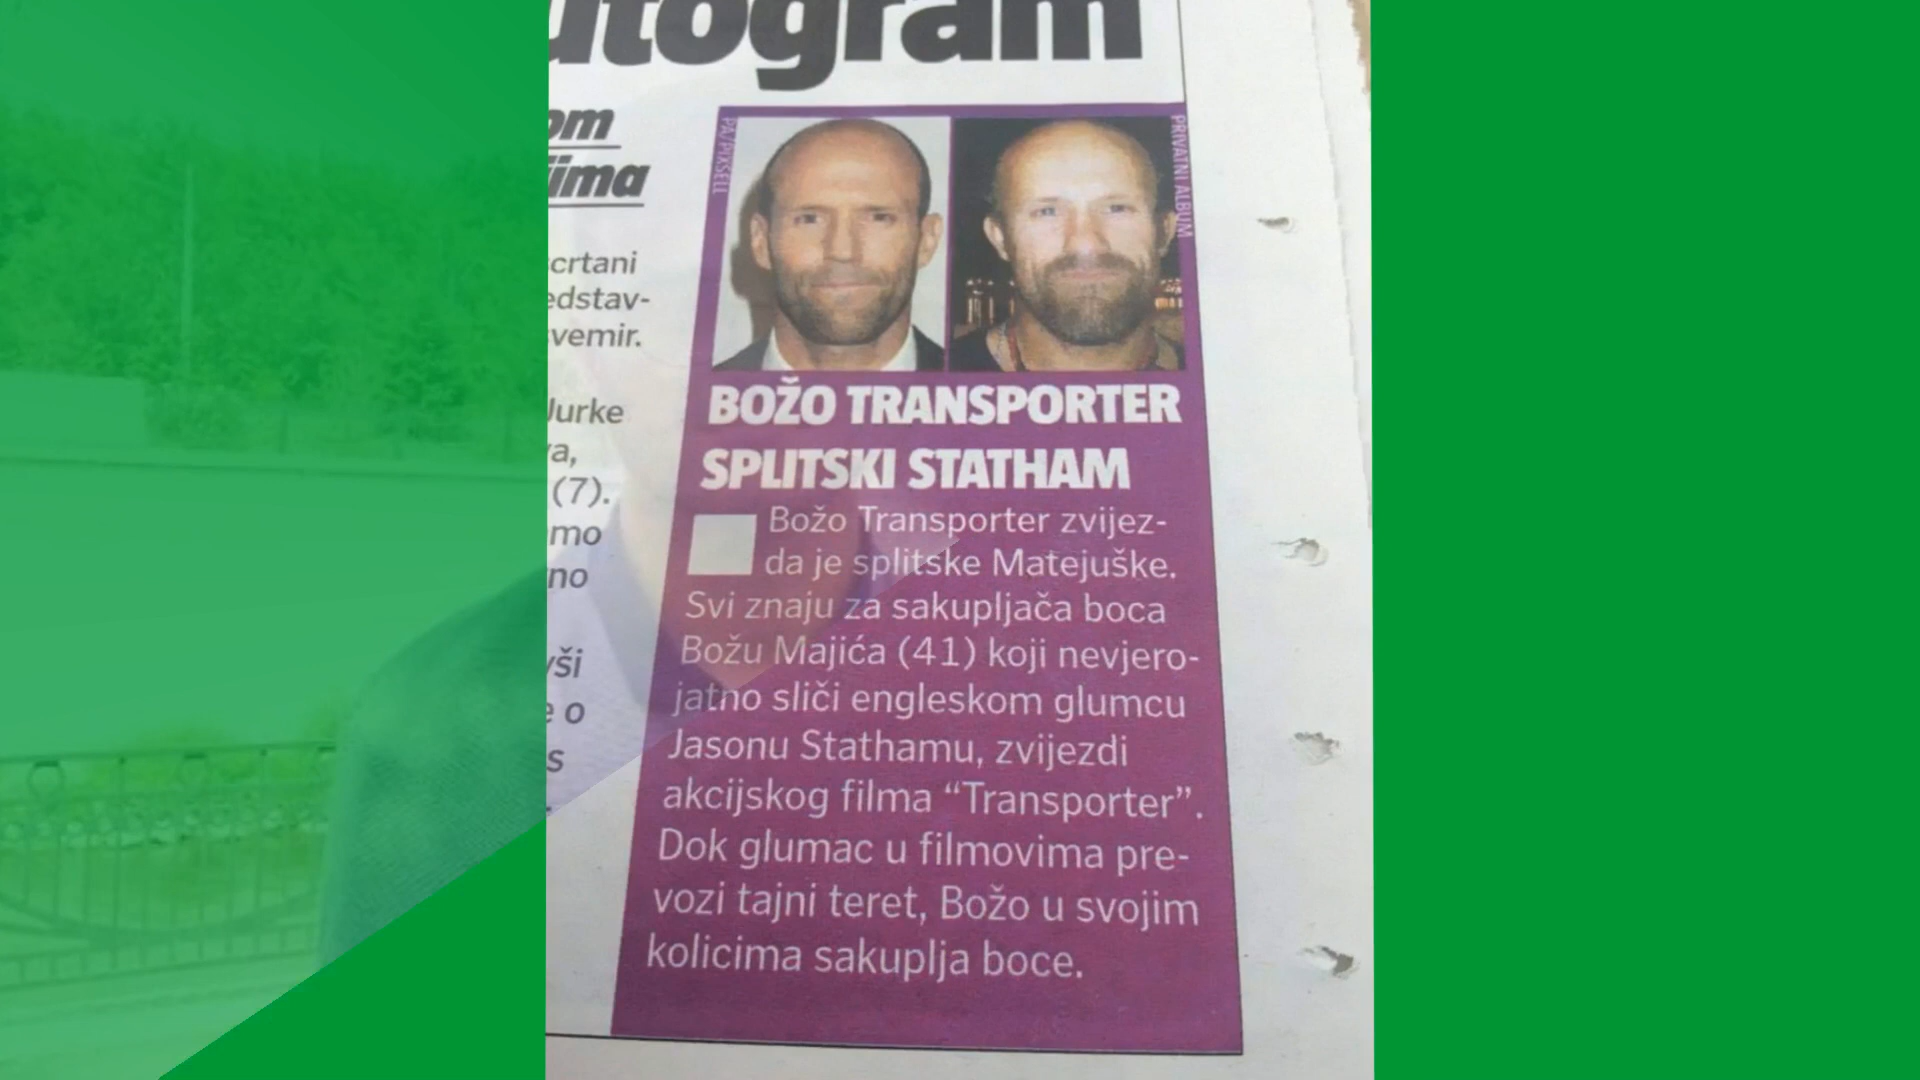 utogram
om
ima
crtani
edstav-
vemir.
Jurke
a,
(7).
mo
no
ši
e o
s
PA/PIXSELL
PRIVATNI ALBUM
BOŽO TRANSPORTER
SPLITSKI STATHAM
Božo Transporter zvijez-
da je splitske Matejuške.
Svi znaju za sakupljača boca
Božu Majića (41) koji nevjero-
jatno sliči engleskom glumcu
Jasonu Stathamu, zvijezdi
akcijskog filma “Transporter”.
Dok glumac u filmovima pre-
vozi tajni teret, Božo u svojim
kolicima sakuplja boce.